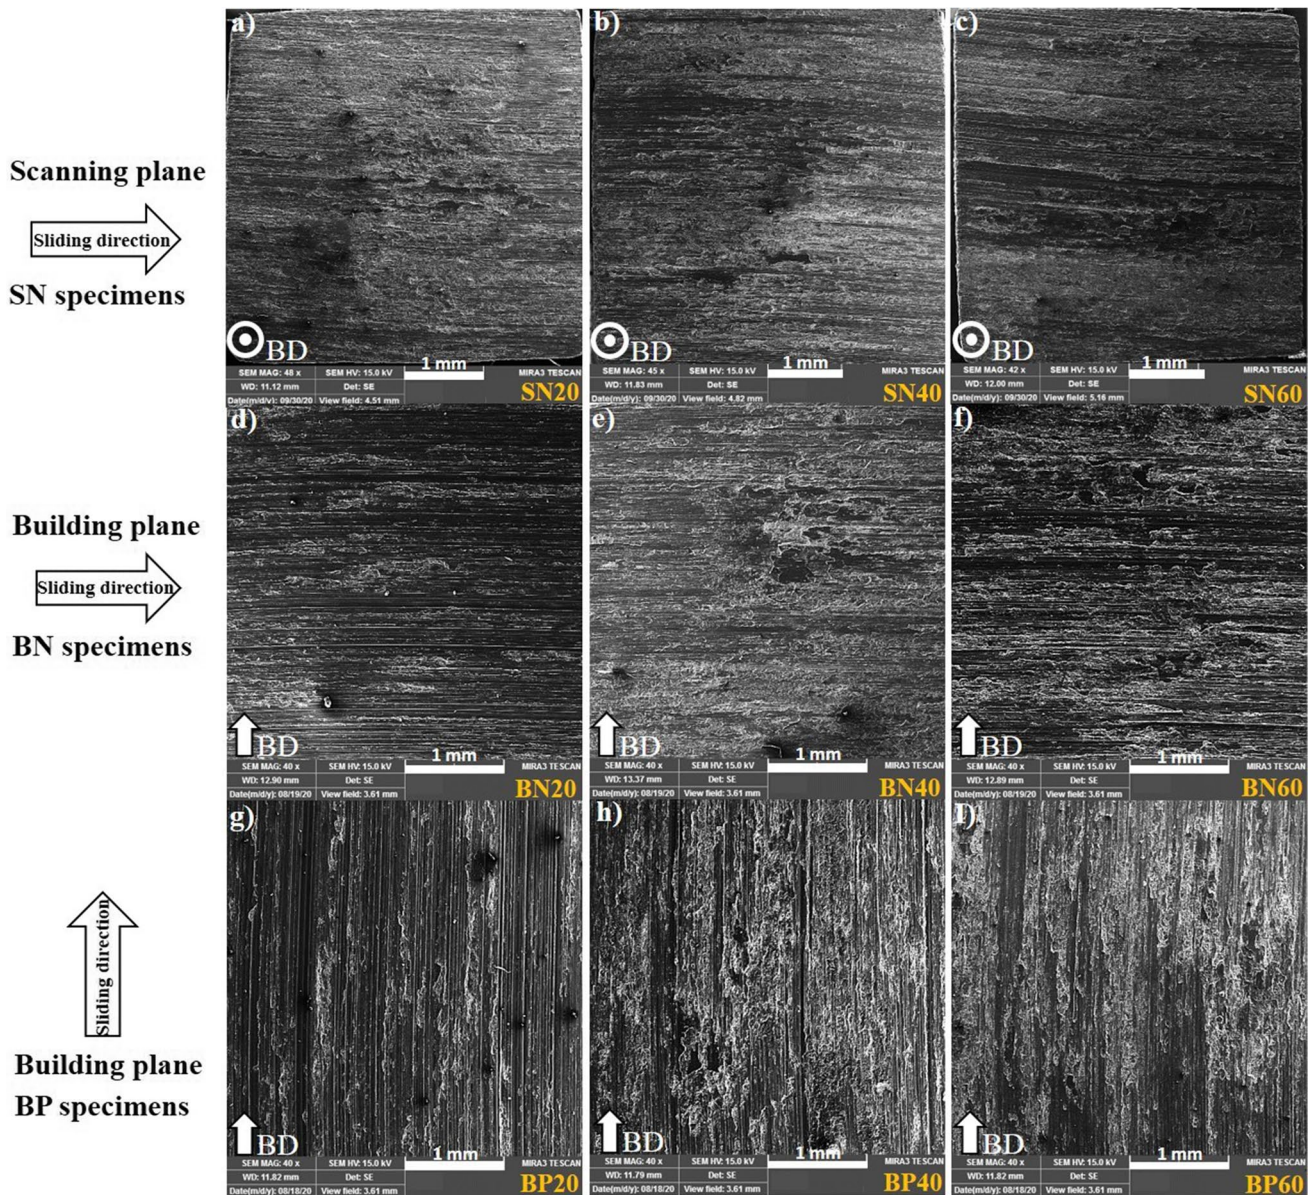 a)
b)
c)
Scanning plane
Sliding direction
SN specimens
BD
1 mm
SEM MAG: 48 x SEM HV: 15.0 kV MIRA3 TESCAN
WD: 11.12 mm Det: SE
Date(m/d/y): 09/30/20 View field: 4.51 mm
SN20
BD
1 mm
SEM MAG: 45 x SEM HV: 15.0 kV MIRA3 TESCAN
WD: 11.83 mm Det: SE
Date(m/d/y): 09/30/20 View field: 4.82 mm
SN40
BD
1 mm
SEM MAG: 42 x SEM HV: 15.0 kV MIRA3 TESCAN
WD: 12.00 mm Det: SE
Date(m/d/y): 09/30/20 View field: 5.16 mm
SN60
d)
e)
f)
Building plane
Sliding direction
BN specimens
BD
1 mm
SEM MAG: 40 x SEM HV: 15.0 kV MIRA3 TESCAN
WD: 12.90 mm Det: SE
Date(m/d/y): 08/19/20 View field: 3.61 mm
BN20
BD
1 mm
SEM MAG: 40 x SEM HV: 15.0 kV MIRA3 TESCAN
WD: 13.37 mm Det: SE
Date(m/d/y): 08/19/20 View field: 3.61 mm
BN40
BD
1 mm
SEM MAG: 40 x SEM HV: 15.0 kV MIRA3 TESCAN
WD: 12.89 mm Det: SE
Date(m/d/y): 08/19/20 View field: 3.61 mm
BN60
g)
h)
I)
Sliding direction
Building plane
BP specimens
BD
1 mm
SEM MAG: 40 x SEM HV: 15.0 kV MIRA3 TESCAN
WD: 11.82 mm Det: SE
Date(m/d/y): 08/18/20 View field: 3.61 mm
BP20
BD
1 mm
SEM MAG: 40 x SEM HV: 15.0 kV MIRA3 TESCAN
WD: 11.79 mm Det: SE
Date(m/d/y): 08/18/20 View field: 3.61 mm
BP40
BD
1 mm
SEM MAG: 40 x SEM HV: 15.0 kV MIRA3 TESCAN
WD: 11.82 mm Det: SE
Date(m/d/y): 08/18/20 View field: 3.61 mm
BP60